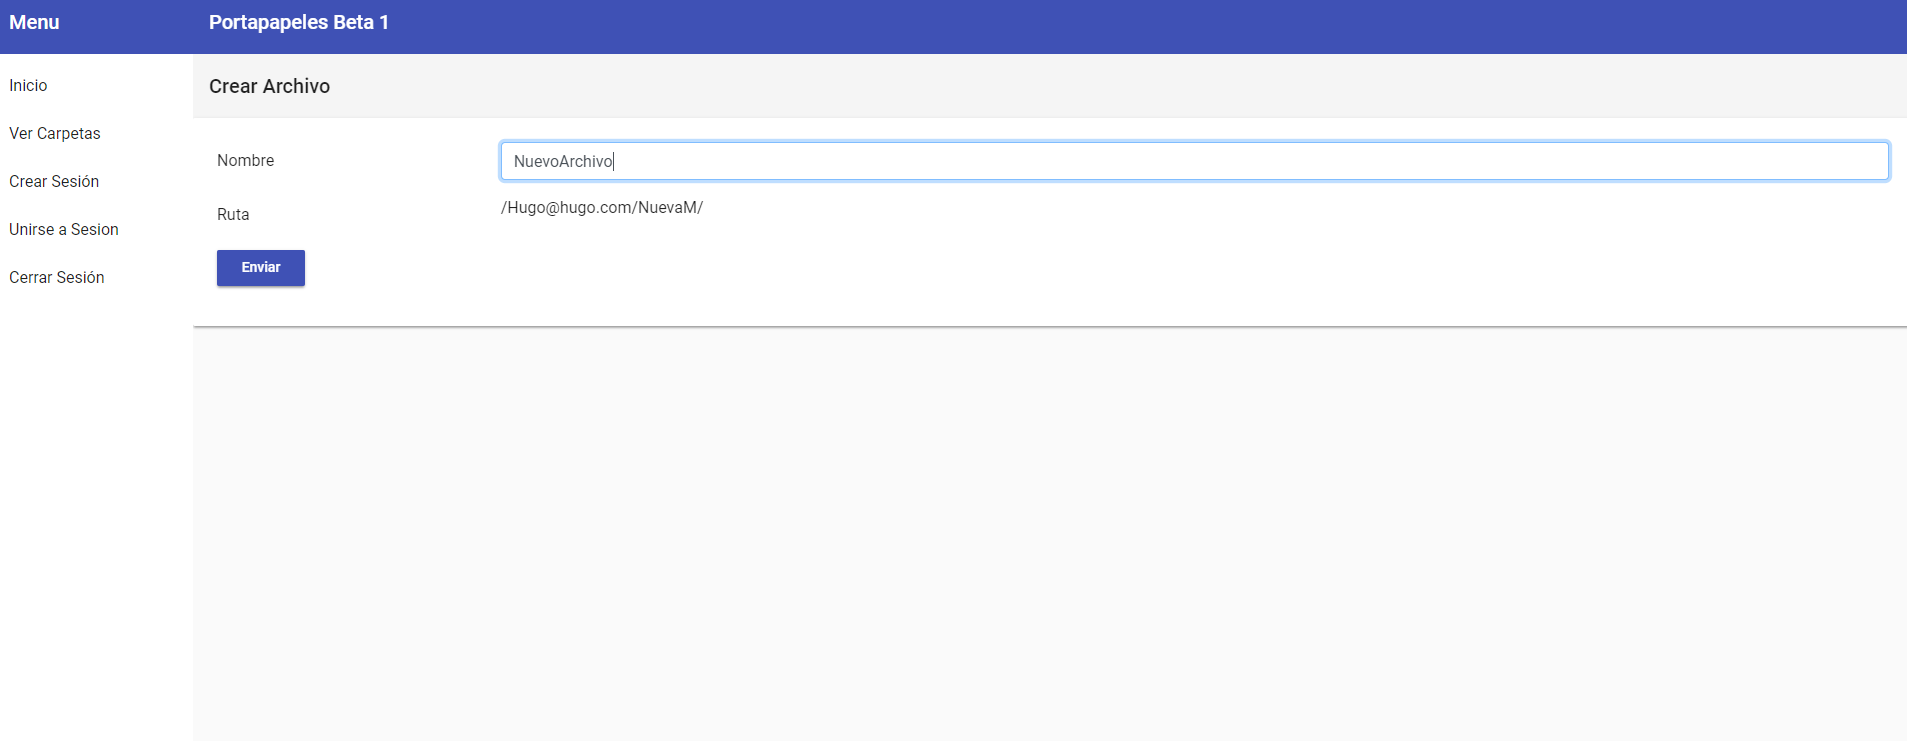 Menu
Portapapeles Beta 1
Inicio
Ver Carpetas
Crear Sesión
Unirse a Sesion
Cerrar Sesión
Crear Archivo
Nombre
NuevoArchivo
Ruta
/Hugo@hugo.com/NuevaM/
Enviar